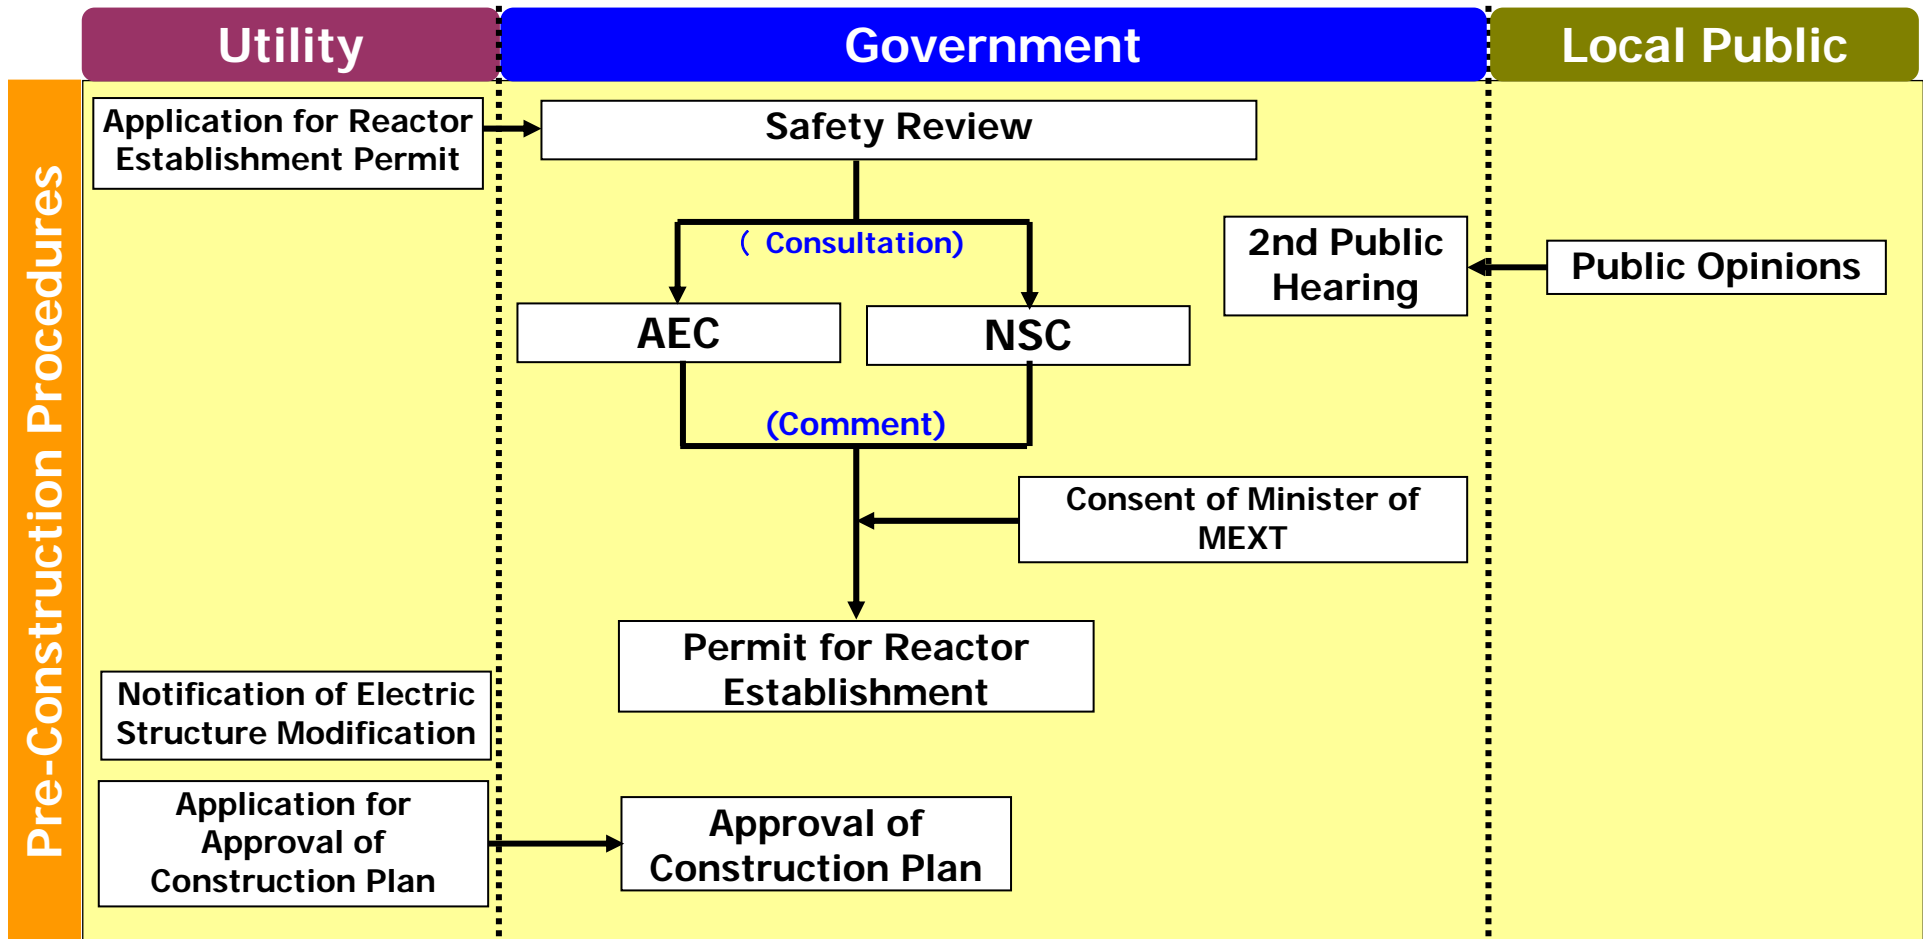 Utility
Government
Local Public
Pre-Construction Procedures
Application for Reactor
Establishment Permit
Safety Review
( Consultation)
2nd Public
Hearing
Public Opinions
AEC
NSC
(Comment)
Consent of Minister of
MEXT
Permit for Reactor
Establishment
Notification of Electric
Structure Modification
Application for
Approval of
Construction Plan
Approval of
Construction Plan